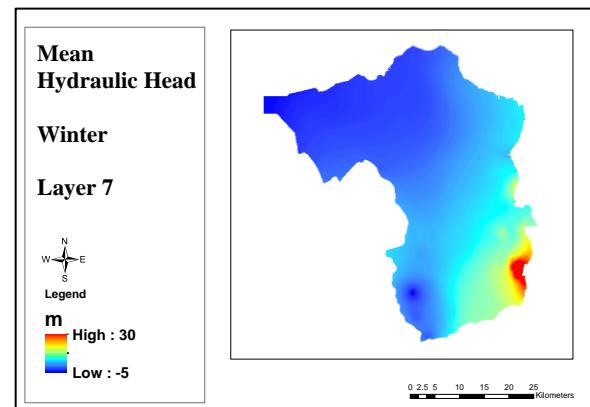 Mean
Hydraulic Head
Winter
Layer 7
N
W E
S
Legend
m
High : 30
Low : -5
0 2.5 5 10 15 20 25
Kilometers